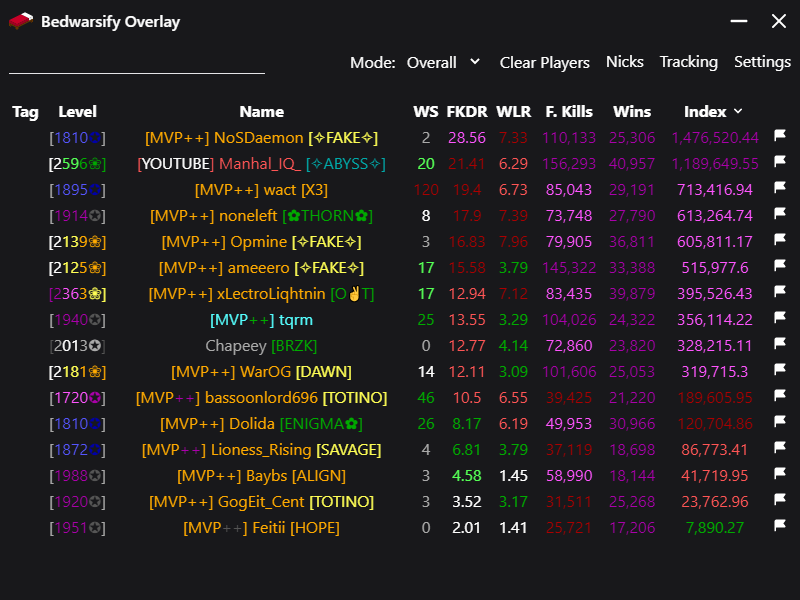 Bedwarsify Overlay
Mode: Overall Clear Players Nicks Tracking Settings
Tag Level Name WS FKDR WLR F. Kills Wins Index
[1810✩] [MVP++] NoSDaemon [✧FAKE✧] 2 28.56 7.33 110,133 25,306 1,476,520.44
[2596❀] [YOUTUBE] Manhal_IQ_ [✧ABYSS✧] 20 21.41 6.29 156,293 40,957 1,189,649.55
[1895✩] [MVP++] wact [X3] 120 19.4 6.73 85,043 29,191 713,416.94
[1914✪] [MVP++] noneleft [✿THORN✿] 8 17.9 7.39 73,748 27,790 613,264.74
[2139❀] [MVP++] Opmine [✧FAKE✧] 3 16.83 7.96 79,905 36,811 605,811.17
[2125❀] [MVP++] ameeero [✧FAKE✧] 17 15.58 3.79 145,322 33,388 515,977.6
[2363❀] [MVP++] xLectroLiqhtnin [O✌T] 17 12.94 7.12 83,435 39,879 395,526.43
[1940✪] [MVP++] tqrm 25 13.55 3.29 104,026 24,322 356,114.22
[2013✪] Chapeey [BRZK] 0 12.77 4.14 72,860 23,820 328,215.11
[2181❀] [MVP++] WarOG [DAWN] 14 12.11 3.09 101,606 25,053 319,715.3
[1720✪] [MVP++] bassoonlord696 [TOTINO] 46 10.5 6.55 39,425 21,220 189,605.95
[1810✩] [MVP++] Dolida [ENIGMA✿] 26 8.17 6.19 49,953 30,966 120,704.86
[1872✩] [MVP++] Lioness_Rising [SAVAGE] 4 6.81 3.79 37,119 18,698 86,773.41
[1988✪] [MVP++] Baybs [ALIGN] 3 4.58 1.45 58,990 18,144 41,719.95
[1920✪] [MVP++] GogEit_Cent [TOTINO] 3 3.52 3.17 31,511 25,268 23,762.96
[1951✪] [MVP++] Feitii [HOPE] 0 2.01 1.41 25,721 17,206 7,890.27